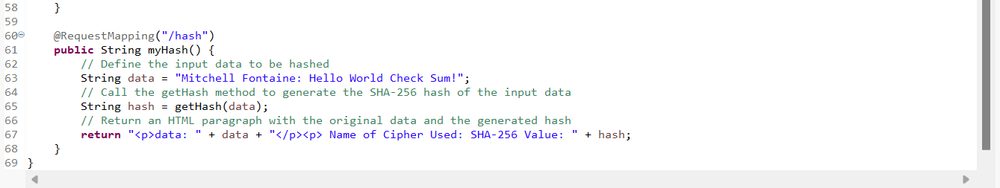 58 }
59
60 @RequestMapping("/hash")
61 public String myHash() {
62 // Define the input data to be hashed
63 String data = "Mitchell Fontaine: Hello World Check Sum!";
64 // Call the getHash method to generate the SHA-256 hash of the input data
65 String hash = getHash(data);
66 // Return an HTML paragraph with the original data and the generated hash
67 return "<p>data: " + data + "</p><p> Name of Cipher Used: SHA-256 Value: " + hash;
68 }
69 }